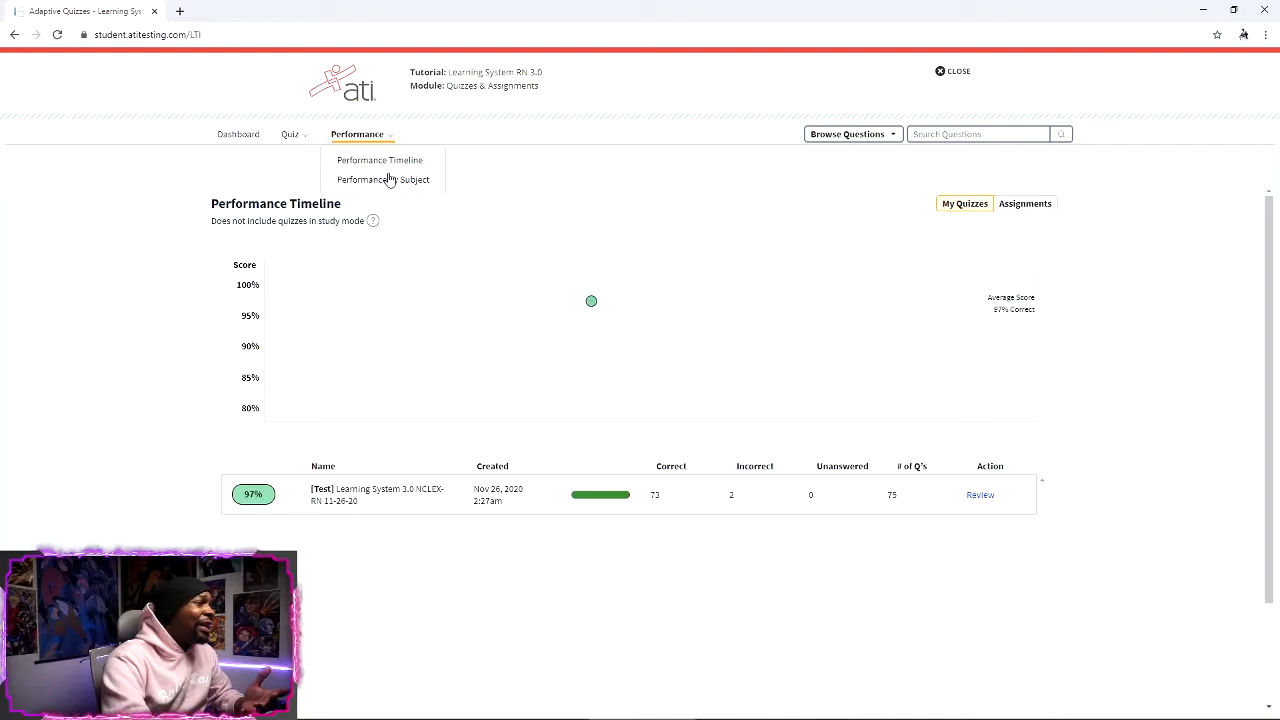 Adaptive Quizzes - Learning Sys
student.atitesting.com/LTI
ati
Tutorial: Learning System RN 3.0
Module: Quizzes & Assignments
CLOSE
Dashboard Quiz Performance
Browse Questions Search Questions
Performance Timeline
Subject
Performance Timeline
Does not include quizzes in study mode ?
My Quizzes Assignments
Score
100%
95%
90%
85%
80%
Average Score
97% Correct
Name Created Correct Incorrect Unanswered # of Q's Action
97% [Test] Learning System 3.0 NCLEX-
RN 11-26-20
Nov 26, 2020
2:27am
73 2 0 75 Review